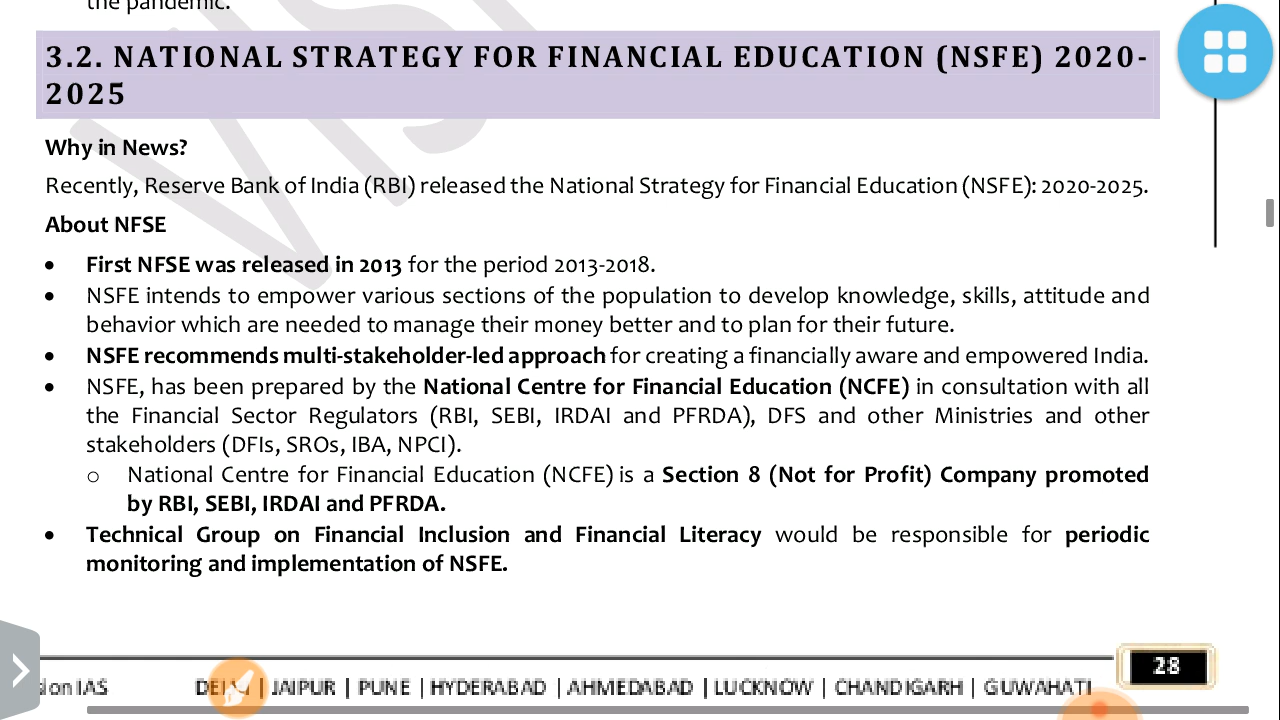 the pandemic.
3.2. NATIONAL STRATEGY FOR FINANCIAL EDUCATION (NSFE) 2020-
2025
Why in News?
Recently, Reserve Bank of India (RBI) released the National Strategy for Financial Education (NSFE): 2020-2025.
About NFSE
• First NFSE was released in 2013 for the period 2013-2018.
• NSFE intends to empower various sections of the population to develop knowledge, skills, attitude and
behavior which are needed to manage their money better and to plan for their future.
• NSFE recommends multi-stakeholder-led approach for creating a financially aware and empowered India.
• NSFE, has been prepared by the National Centre for Financial Education (NCFE) in consultation with all
the Financial Sector Regulators (RBI, SEBI, IRDAI and PFRDA), DFS and other Ministries and other
stakeholders (DFIs, SROs, IBA, NPCI).
o National Centre for Financial Education (NCFE) is a Section 8 (Not for Profit) Company promoted
by RBI, SEBI, IRDAI and PFRDA.
• Technical Group on Financial Inclusion and Financial Literacy would be responsible for periodic
monitoring and implementation of NSFE.
28
IAS DELHI | JAIPUR | PUNE | HYDERABAD | AHMEDABAD | LUCKNOW | CHANDIGARH | GUWAHATI